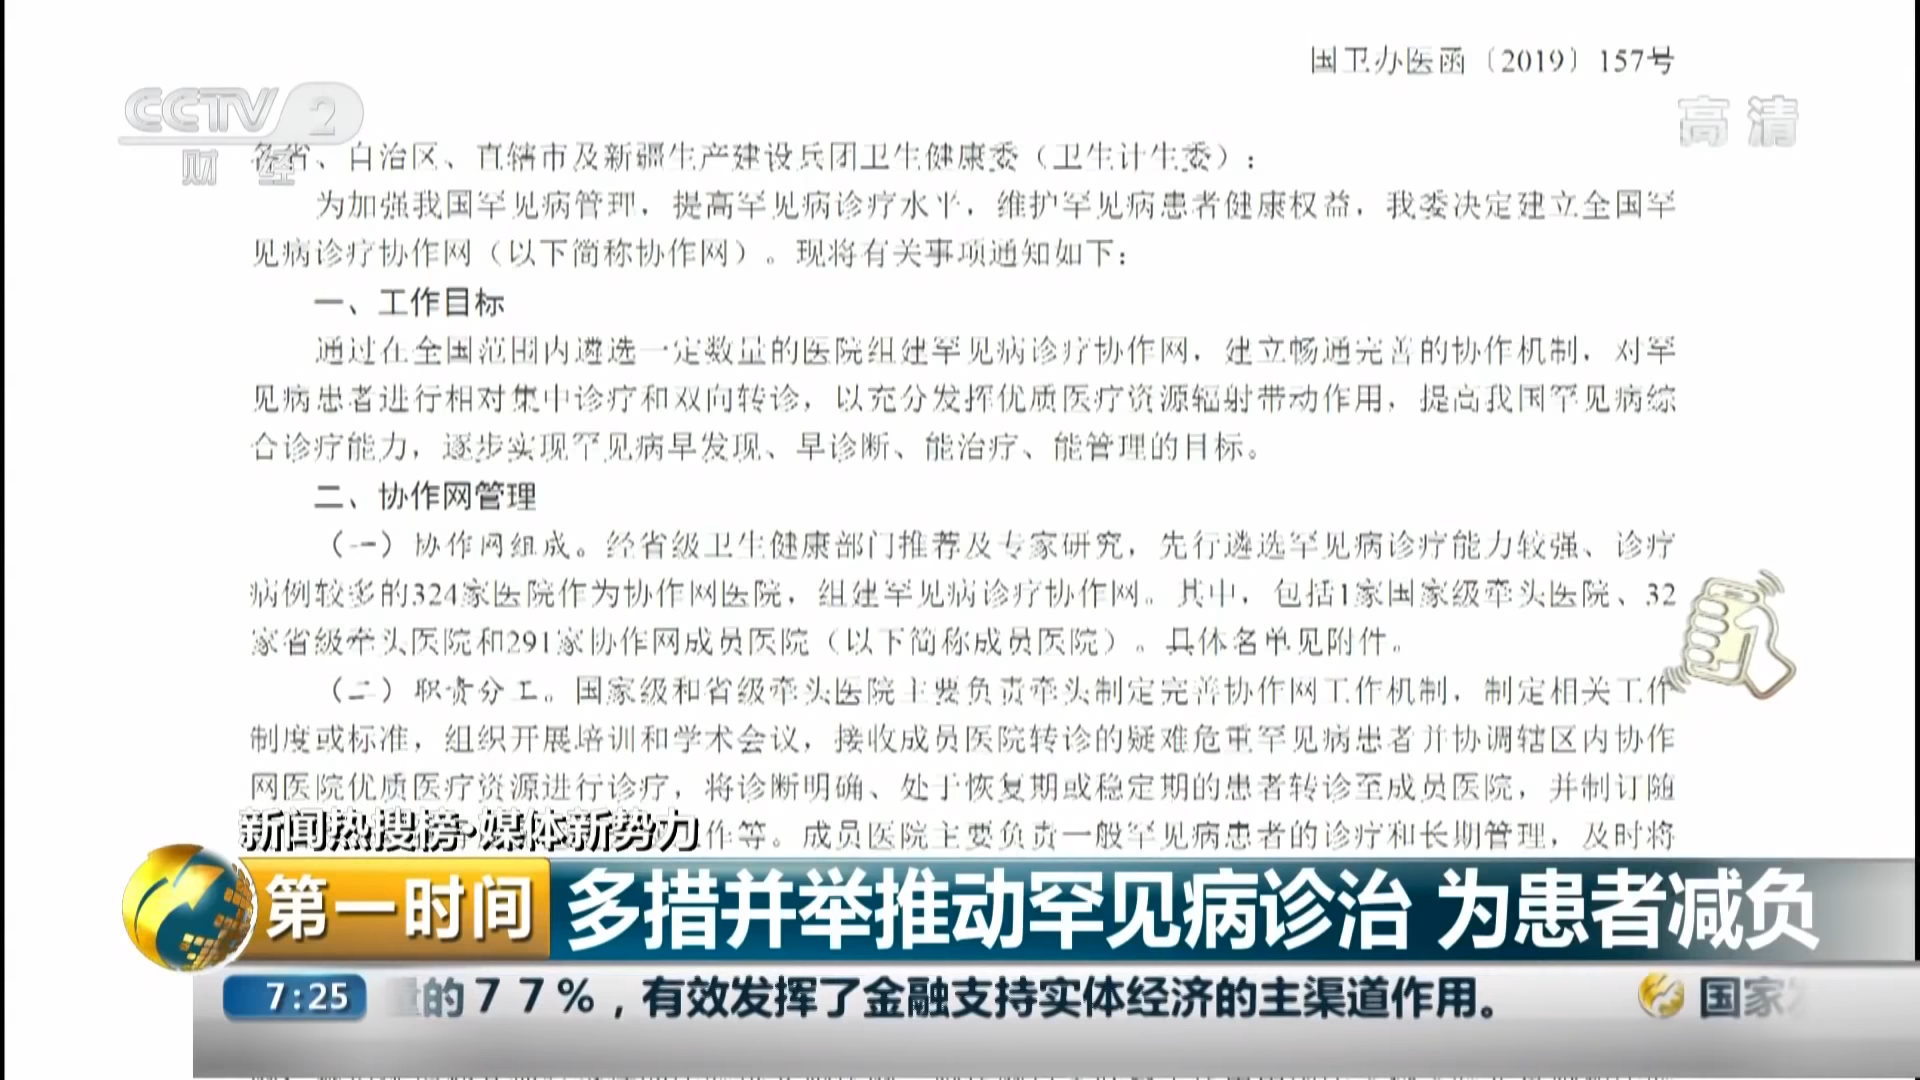 国卫办医函〔2019〕157号
CCTV 2
高清
财经
各省、自治区、直辖市及新疆生产建设兵团卫生健康委（卫生计生委）：
为加强我国罕见病管理，提高罕见病诊疗水平，维护罕见病患者健康权益，我委决定建立全国罕
见病诊疗协作网（以下简称协作网）。现将有关事项通知如下：
一、工作目标
通过在全国范围内遴选一定数量的医院组建罕见病诊疗协作网，建立畅通完善的协作机制，对罕
见病患者进行相对集中诊疗和双向转诊，以充分发挥优质医疗资源辐射带动作用，提高我国罕见病综
合诊疗能力，逐步实现罕见病早发现、早诊断、能治疗、能管理的目标。
二、协作网管理
（一）协作网组成。经省级卫生健康部门推荐及专家研究，先行遴选罕见病诊疗能力较强、诊疗
病例较多的324家医院作为协作网医院，组建罕见病诊疗协作网。其中，包括1家国家级牵头医院、32
家省级牵头医院和291家协作网成员医院（以下简称成员医院）。具体名单见附件。
（二）职责分工。国家级和省级牵头医院主要负责牵头制定完善协作网工作机制，制定相关工作
制度或标准，组织开展培训和学术会议，接收成员医院转诊的疑难危重罕见病患者并协调辖区内协作
网医院优质医疗资源进行诊疗，将诊断明确、处于恢复期或稳定期的患者转诊至成员医院，并制订随
作等。成员医院主要负责一般罕见病患者的诊疗和长期管理，及时将
新闻热搜榜·媒体新势力
第一时间
多措并举推动罕见病诊治 为患者减负
7:25
的77%，有效发挥了金融支持实体经济的主渠道作用。
国家